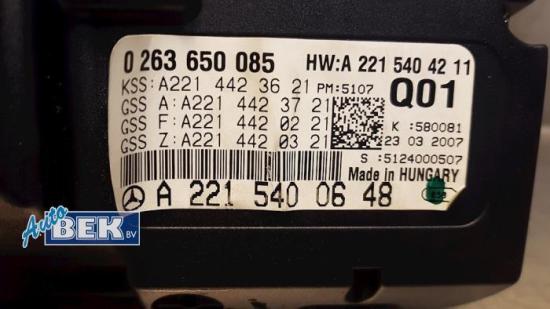 0 263 650 085 HW:A 221 540 42 11
KSS:A221 442 36 21 PM:5107 Q01
GSS A:A221 442 37 21
GSS F:A221 442 02 21 K :580081
GSS Z:A221 442 03 21 23 03 2007
S :5124000507
Made in HUNGARY
A 221 540 06 48
Auto
BEK BV